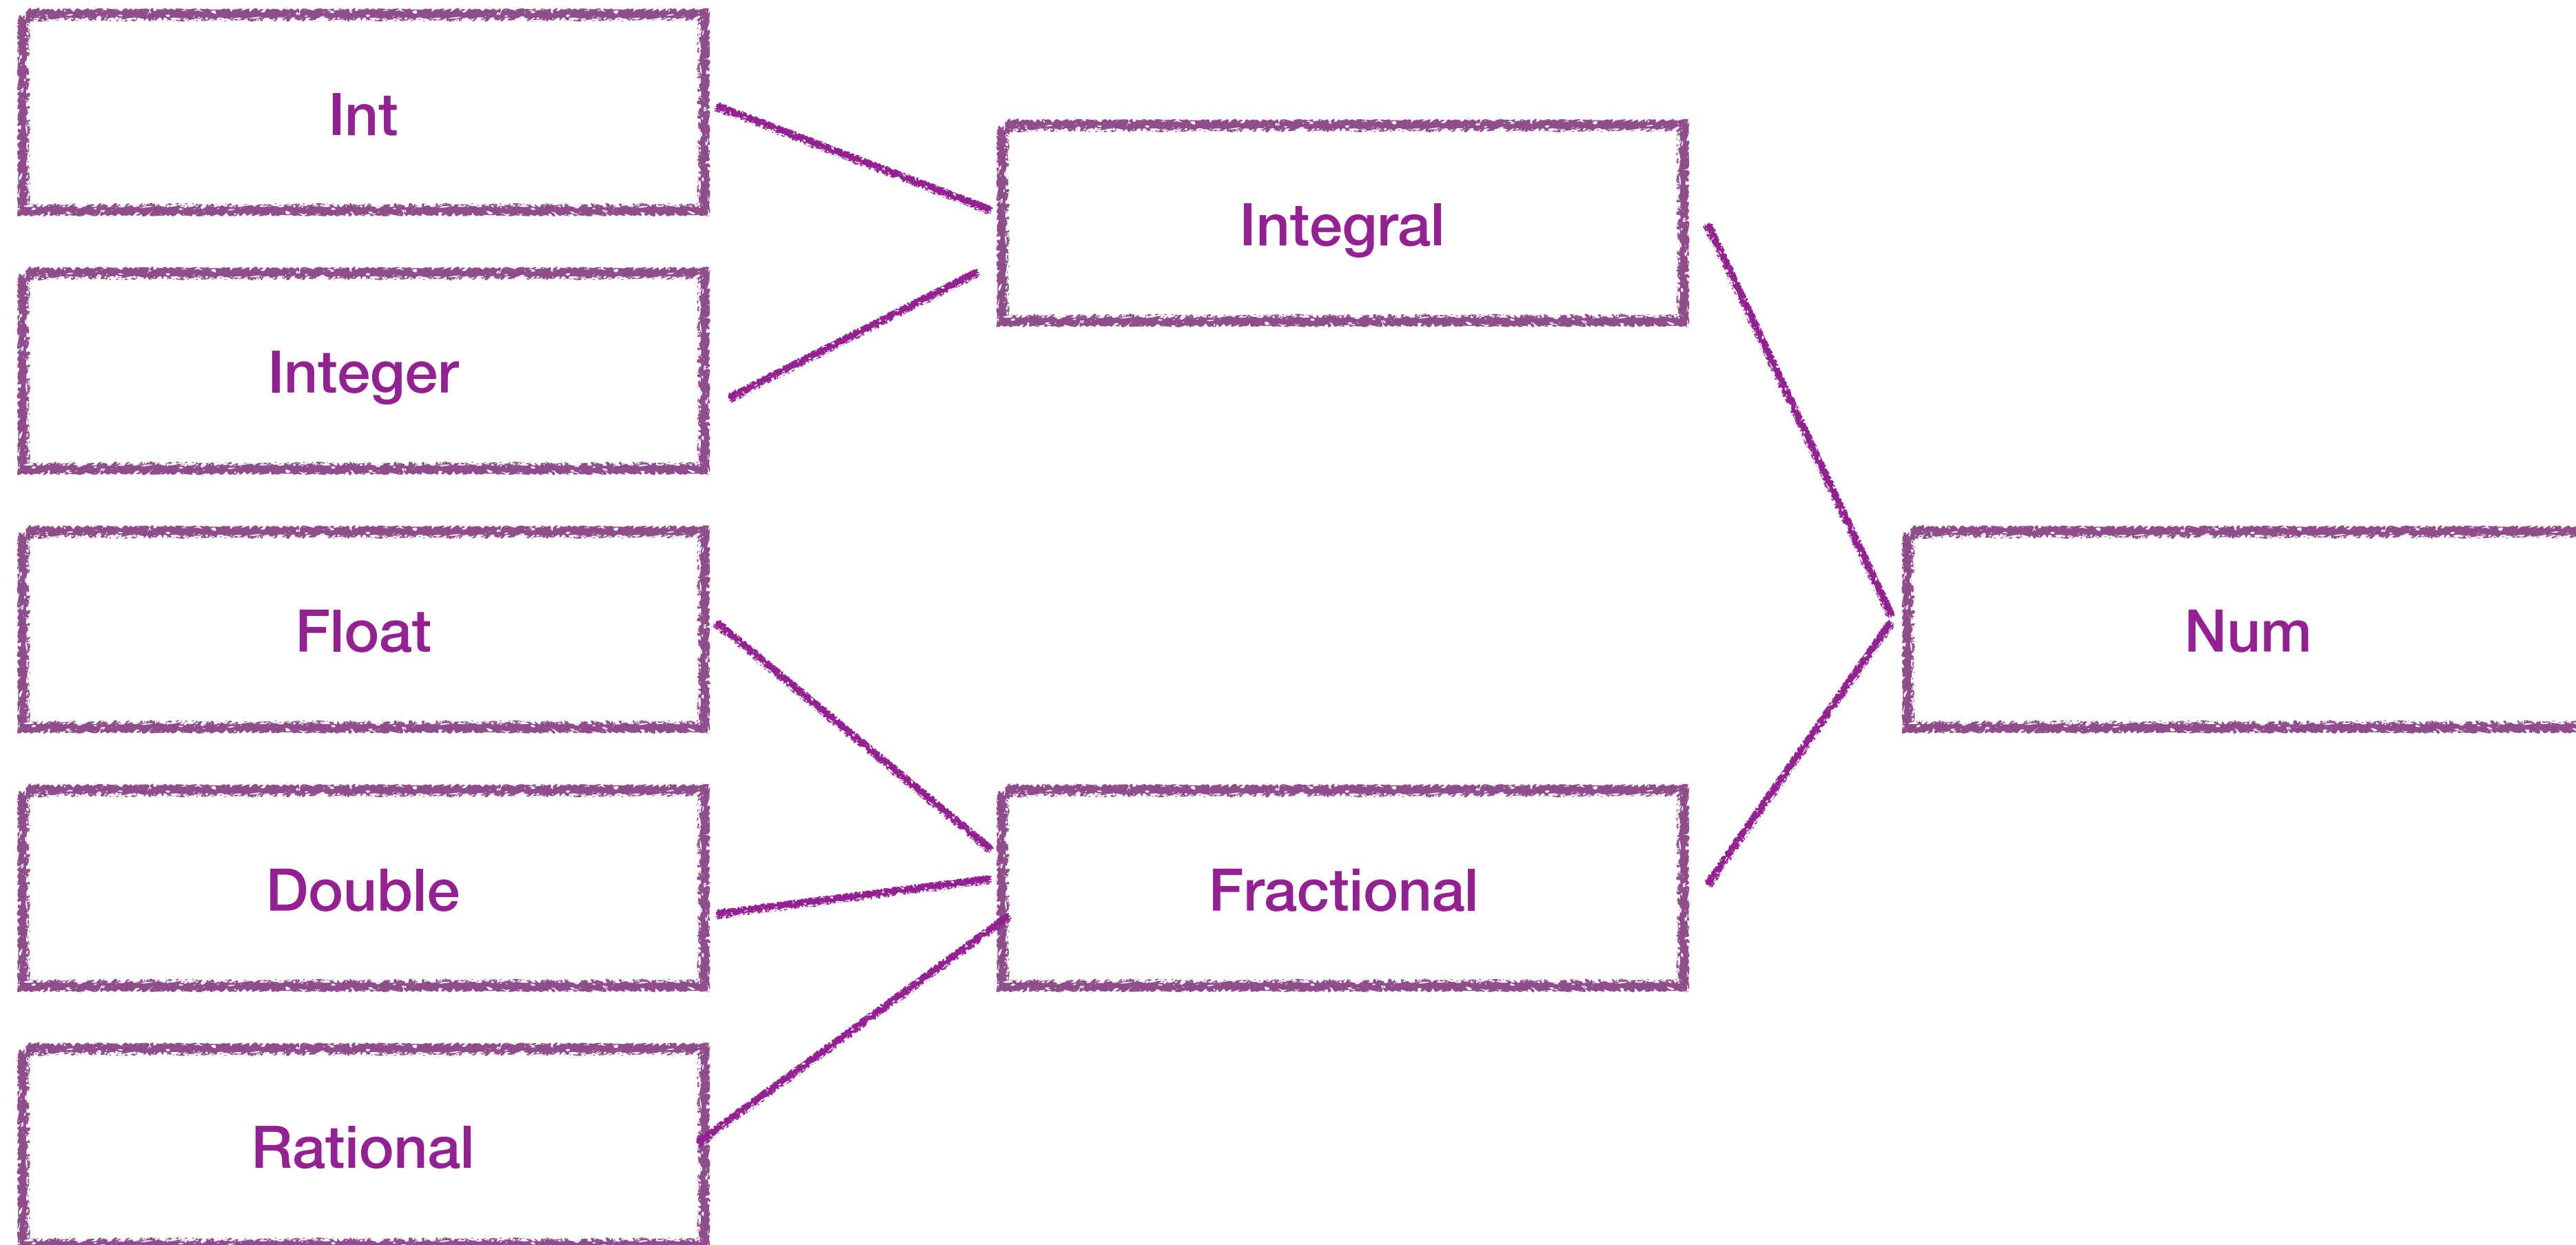 Int
Integer
Float
Double
Rational
Integral
Fractional
Num